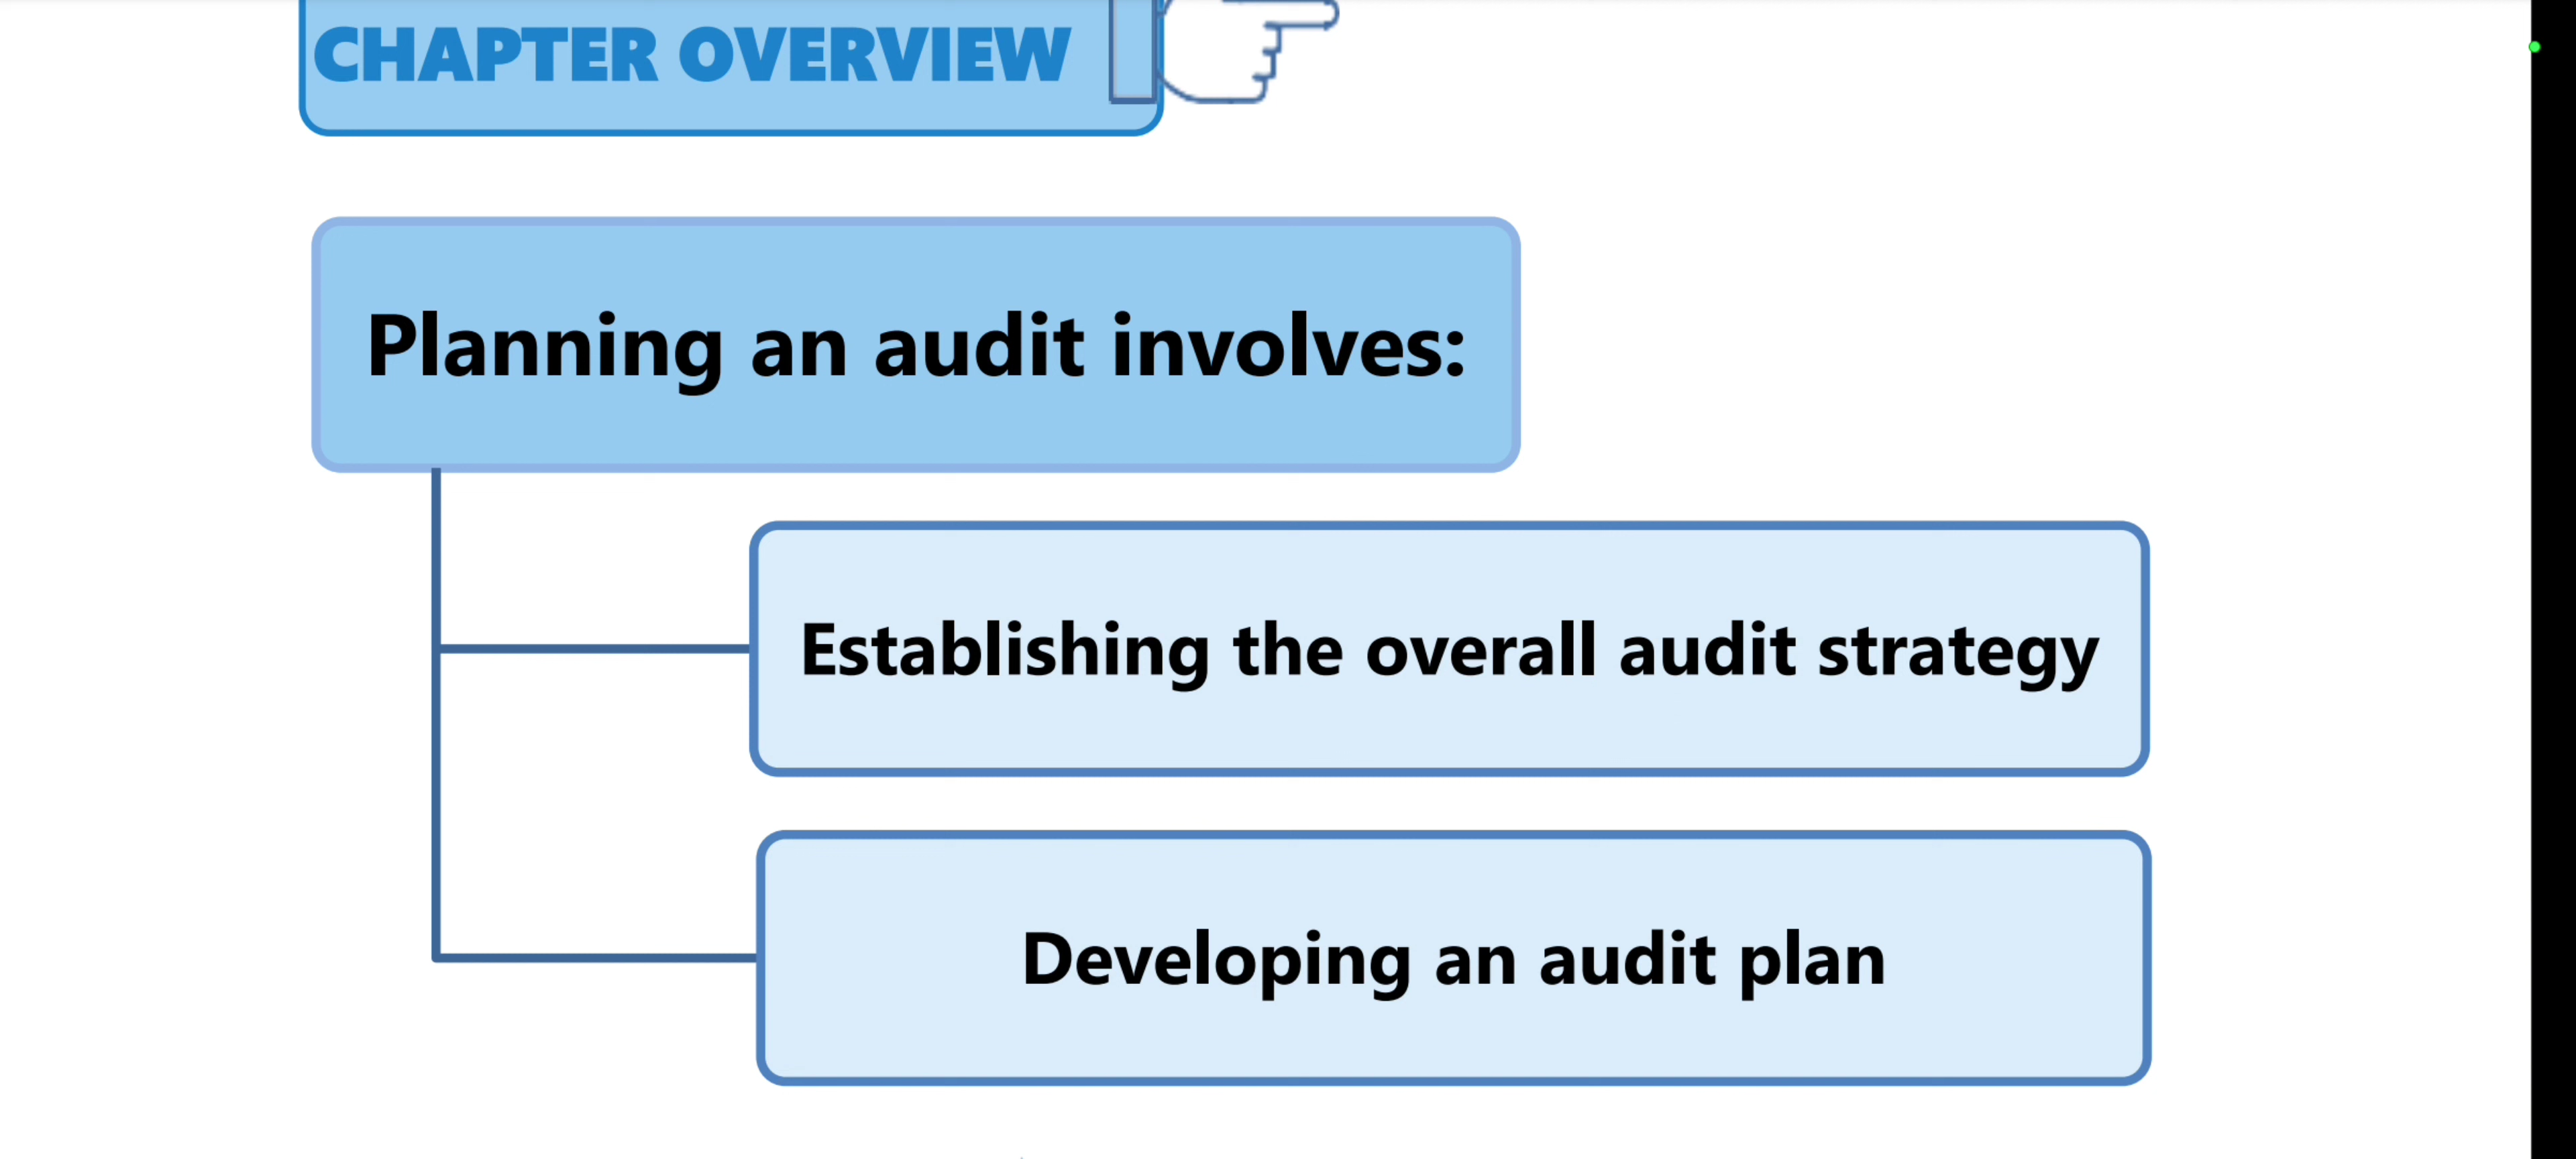 CHAPTER OVERVIEW
Planning an audit involves:
Establishing the overall audit strategy
Developing an audit plan